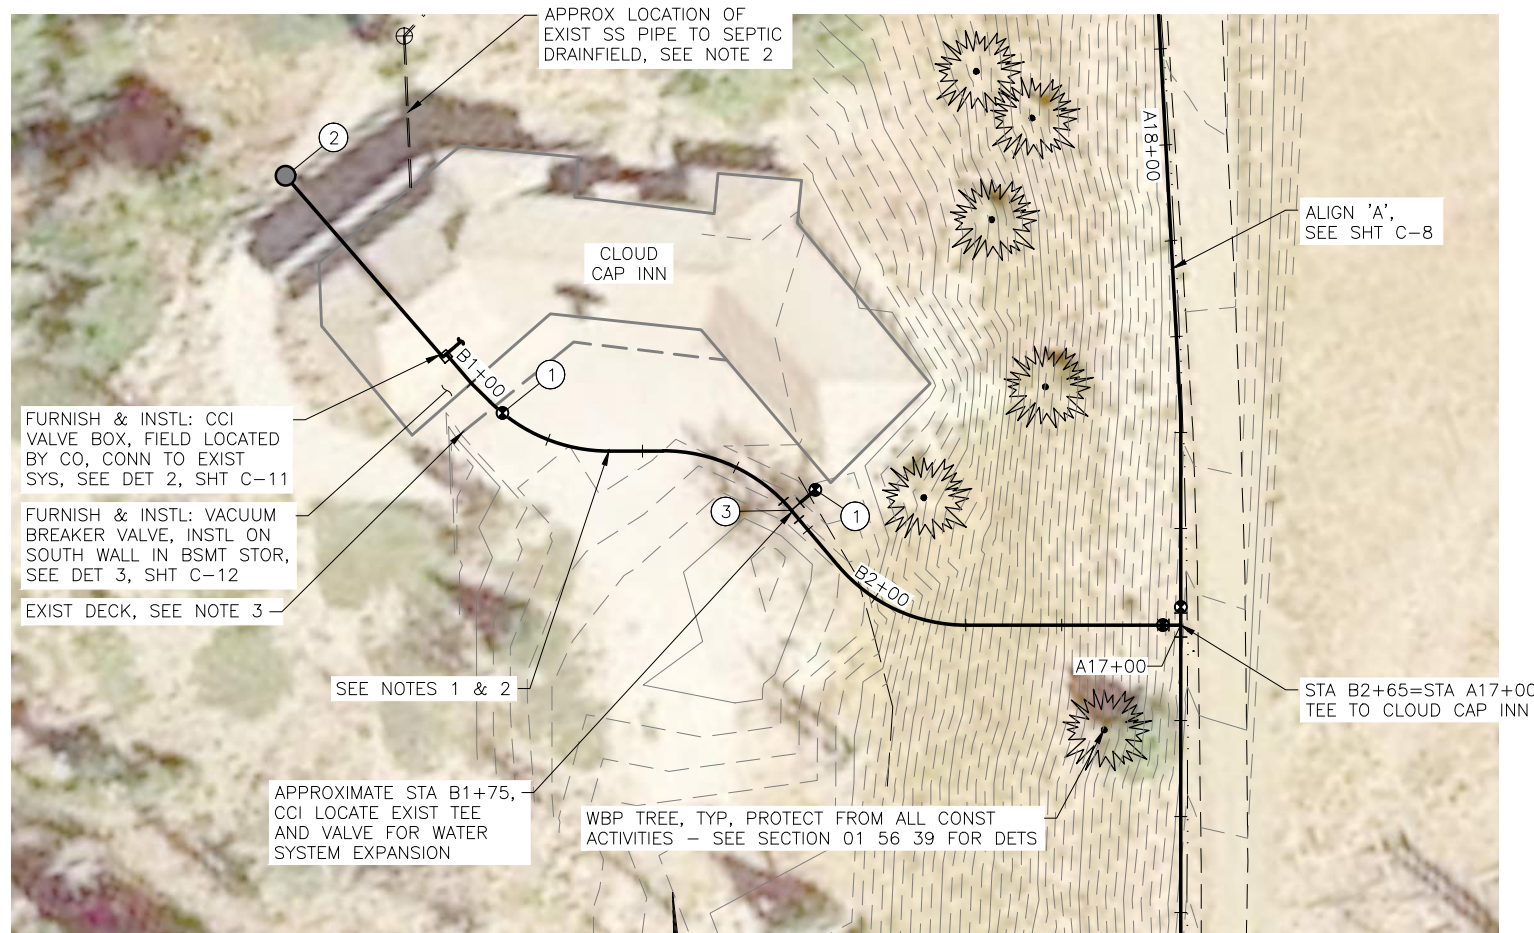 APPROX LOCATION OF
EXIST SS PIPE TO SEPTIC
DRAINFIELD, SEE NOTE 2
2
A18+00
ALIGN 'A',
SEE SHT C-8
CLOUD
CAP INN
B1+00
1
FURNISH & INSTL: CCI
VALVE BOX, FIELD LOCATED
BY CO, CONN TO EXIST
SYS, SEE DET 2, SHT C-11
FURNISH & INSTL: VACUUM
BREAKER VALVE, INSTL ON
SOUTH WALL IN BSMT STOR,
SEE DET 3, SHT C-12
EXIST DECK, SEE NOTE 3
3
1
B2+00
A17+00
SEE NOTES 1 & 2
STA B2+65=STA A17+00
TEE TO CLOUD CAP INN
APPROXIMATE STA B1+75,
CCI LOCATE EXIST TEE
AND VALVE FOR WATER
SYSTEM EXPANSION
WBP TREE, TYP, PROTECT FROM ALL CONST
ACTIVITIES – SEE SECTION 01 56 39 FOR DETS